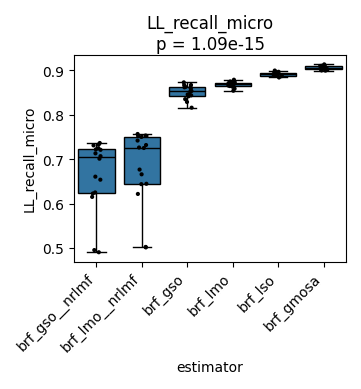 LL_recall_micro
p = 1.09e-15
LL_recall_micro
0.9
0.8
0.7
0.6
0.5
brf_gso__nrlmf
brf_lmo__nrlmf
brf_gso
brf_lmo
brf_lso
brf_gmosa
estimator